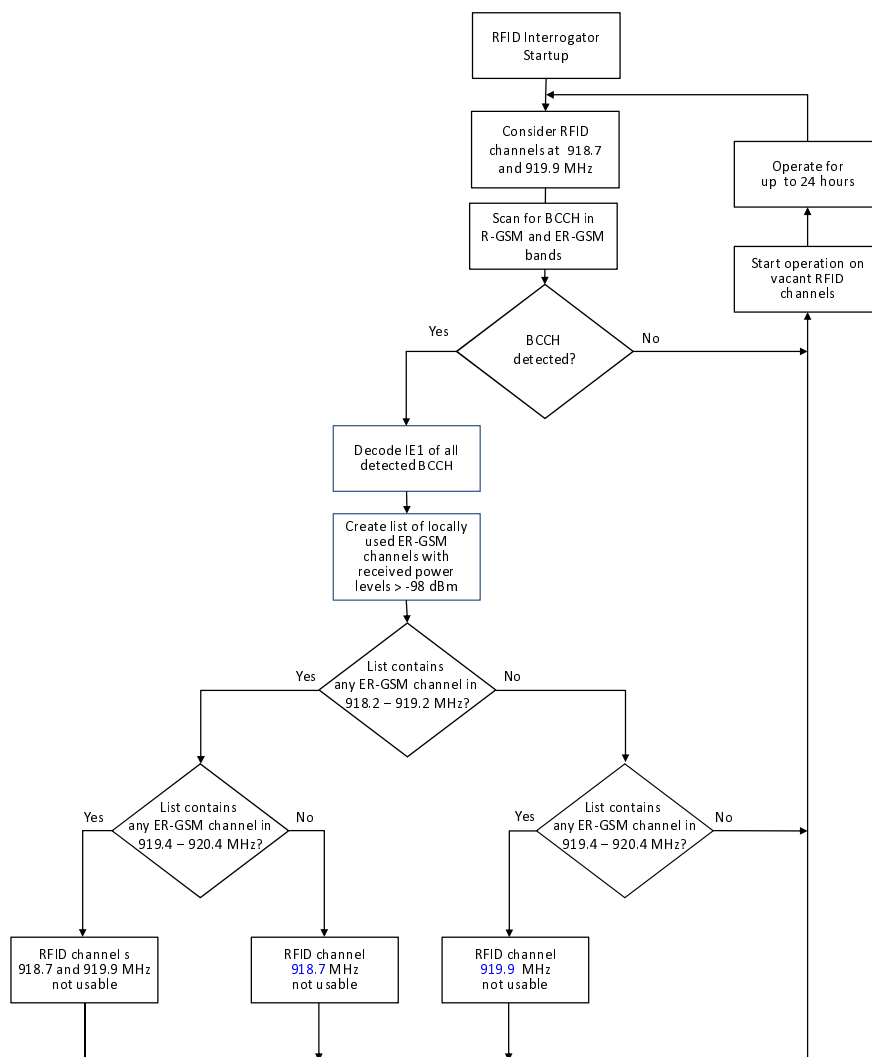 RFID Interrogator
Startup
Consider RFID
channels at 918.7
and 919.9 MHz
Operate for
up to 24 hours
Scan for BCCH in
R-GSM and ER-GSM
bands
Start operation on
vacant RFID
channels
Yes
BCCH
detected?
No
Decode IE1 of all
detected BCCH
Create list of locally
used ER-GSM
channels with
received power
levels > -98 dBm
Yes
List contains
any ER-GSM channel in
918.2 – 919.2 MHz?
No
Yes
List contains
any ER-GSM channel in
919.4 – 920.4 MHz?
No
Yes
List contains
any ER-GSM channel in
919.4 – 920.4 MHz?
No
RFID channel s
918.7 and 919.9 MHz
not usable
RFID channel
918.7 MHz
not usable
RFID channel
919.9 MHz
not usable